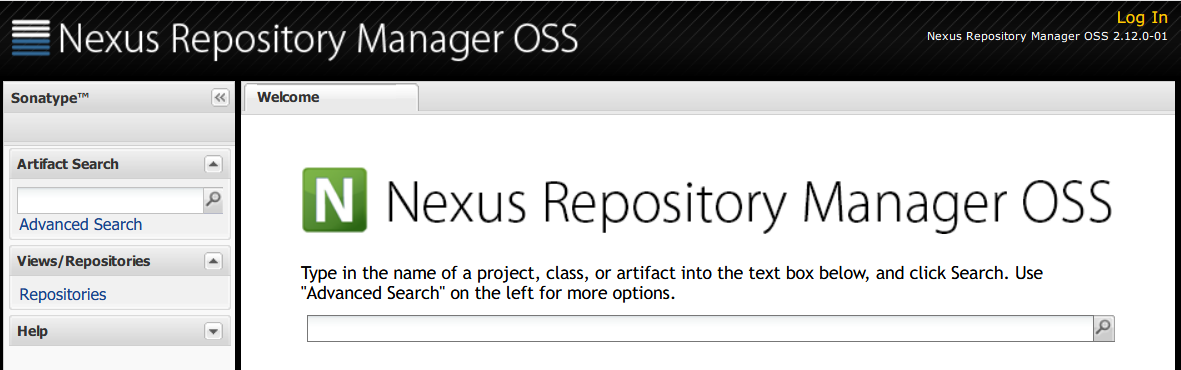 Nexus Repository Manager OSS
Log In
Nexus Repository Manager OSS 2.12.0-01
Sonatype™
Welcome
Artifact Search
Advanced Search
Views/Repositories
Repositories
Help
N Nexus Repository Manager OSS
Type in the name of a project, class, or artifact into the text box below, and click Search. Use
"Advanced Search" on the left for more options.